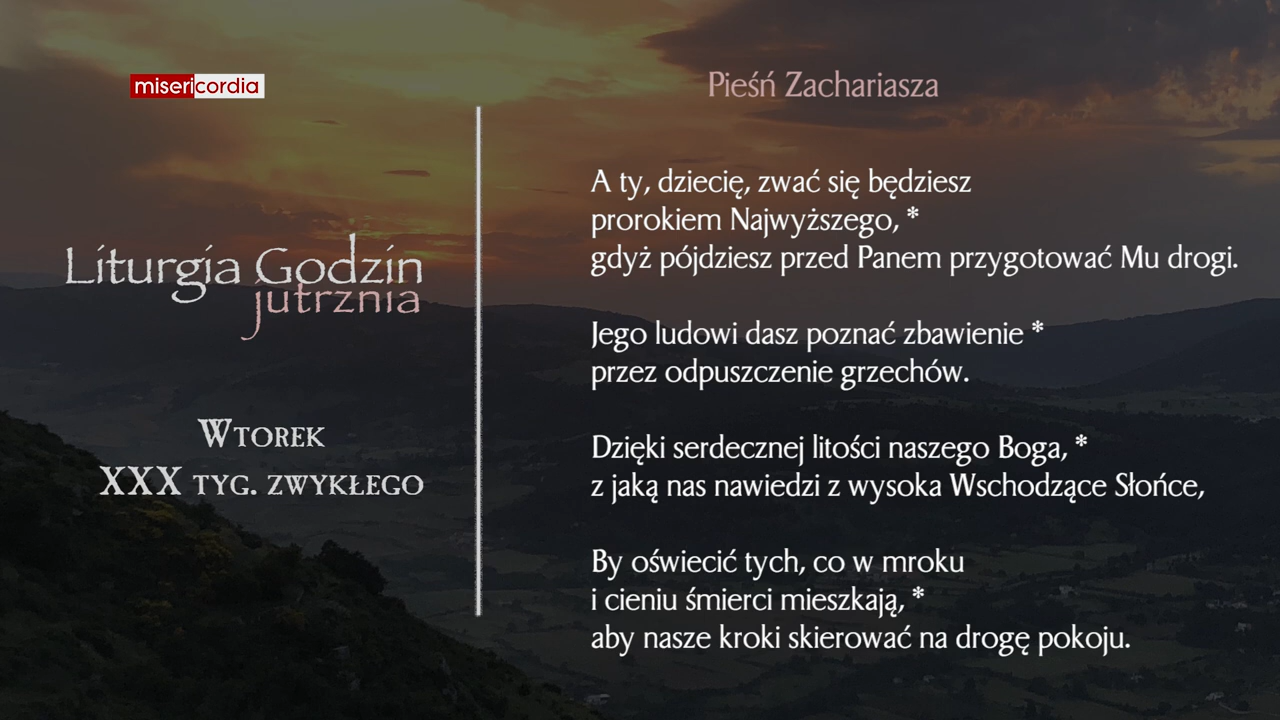 misericordia
Liturgia Godzin
jutrznia
Wtorek
XXX tyg. zwykłego
Pieśń Zachariasza
A ty, dziecię, zwać się będziesz
prorokiem Najwyższego, *
gdyż pójdziesz przed Panem przygotować Mu drogi.
Jego ludowi dasz poznać zbawienie *
przez odpuszczenie grzechów.
Dzięki serdecznej litości naszego Boga, *
z jaką nas nawiedzi z wysoka Wschodzące Słońce,
By oświecić tych, co w mroku
i cieniu śmierci mieszkają, *
aby nasze kroki skierować na drogę pokoju.